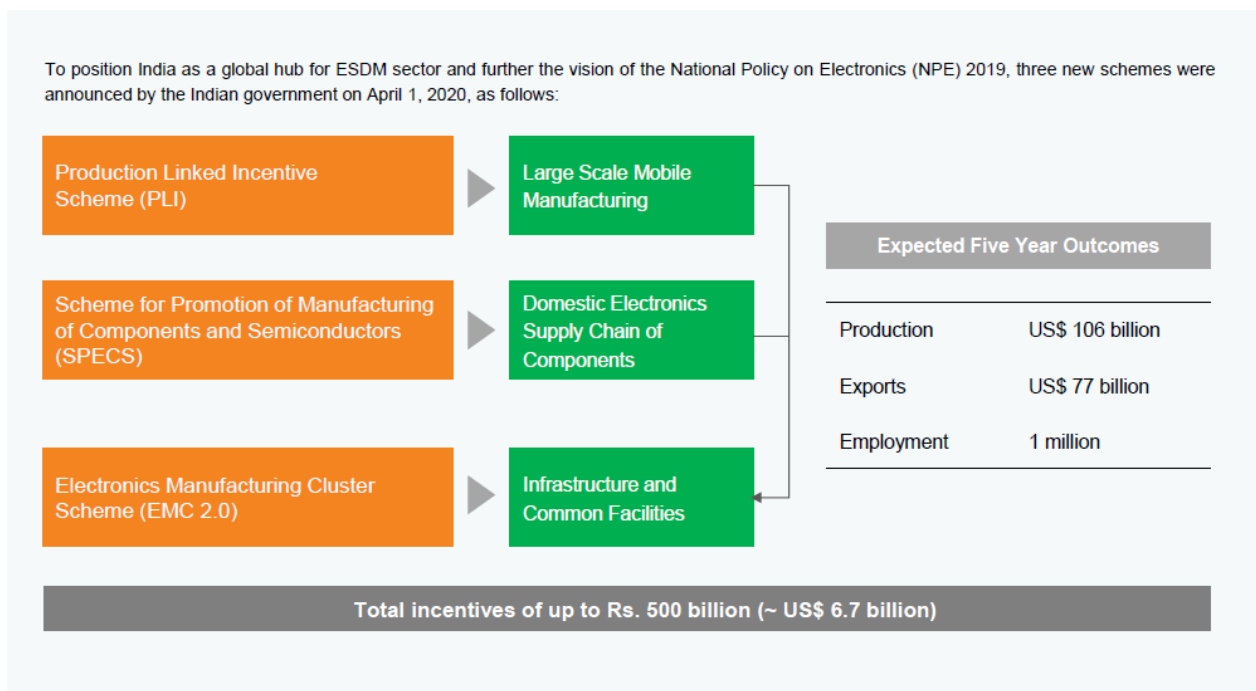 To position India as a global hub for ESDM sector and further the vision of the National Policy on Electronics (NPE) 2019, three new schemes were
announced by the Indian government on April 1, 2020, as follows:
Production Linked Incentive
Scheme (PLI)
Large Scale Mobile
Manufacturing
Scheme for Promotion of Manufacturing
of Components and Semiconductors
(SPECS)
Domestic Electronics
Supply Chain of
Components
Electronics Manufacturing Cluster
Scheme (EMC 2.0)
Infrastructure and
Common Facilities
Expected Five Year Outcomes
Production US$ 106 billion
Exports US$ 77 billion
Employment 1 million
Total incentives of up to Rs. 500 billion (~ US$ 6.7 billion)